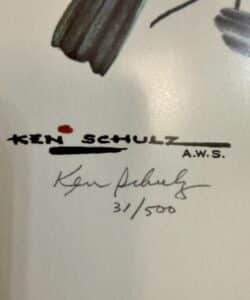 KEN SCHULZ
A.W.S.
Ken Schulz
31/500